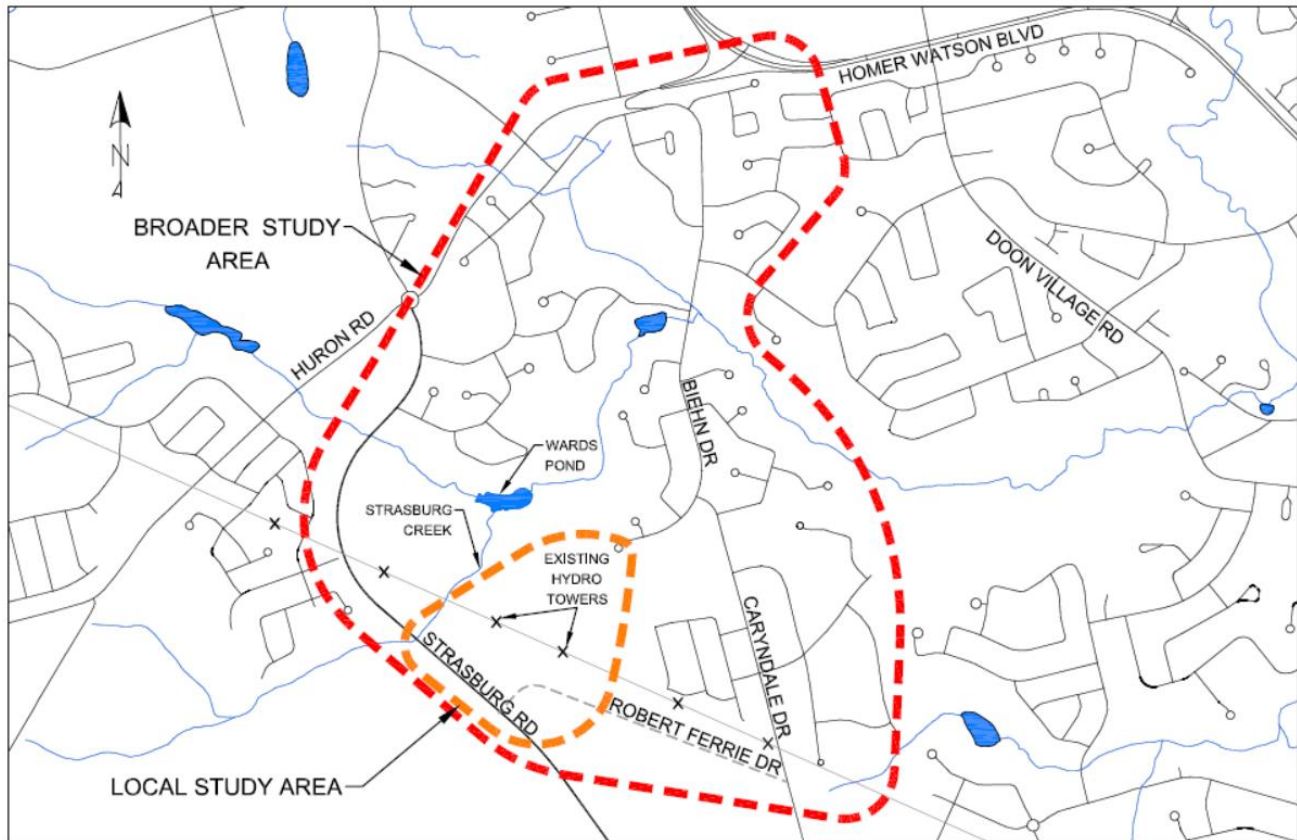 HOMER WATSON BLVD
N
BROADER STUDY
AREA
DOON VILLAGE RD
HURON RD
BIEHN DR
WARDS
POND
STRASBURG
CREEK
EXISTING
HYDRO
TOWERS
CARYNDALE DR
STRASBURG RD
ROBERT FERRIE DR
LOCAL STUDY AREA